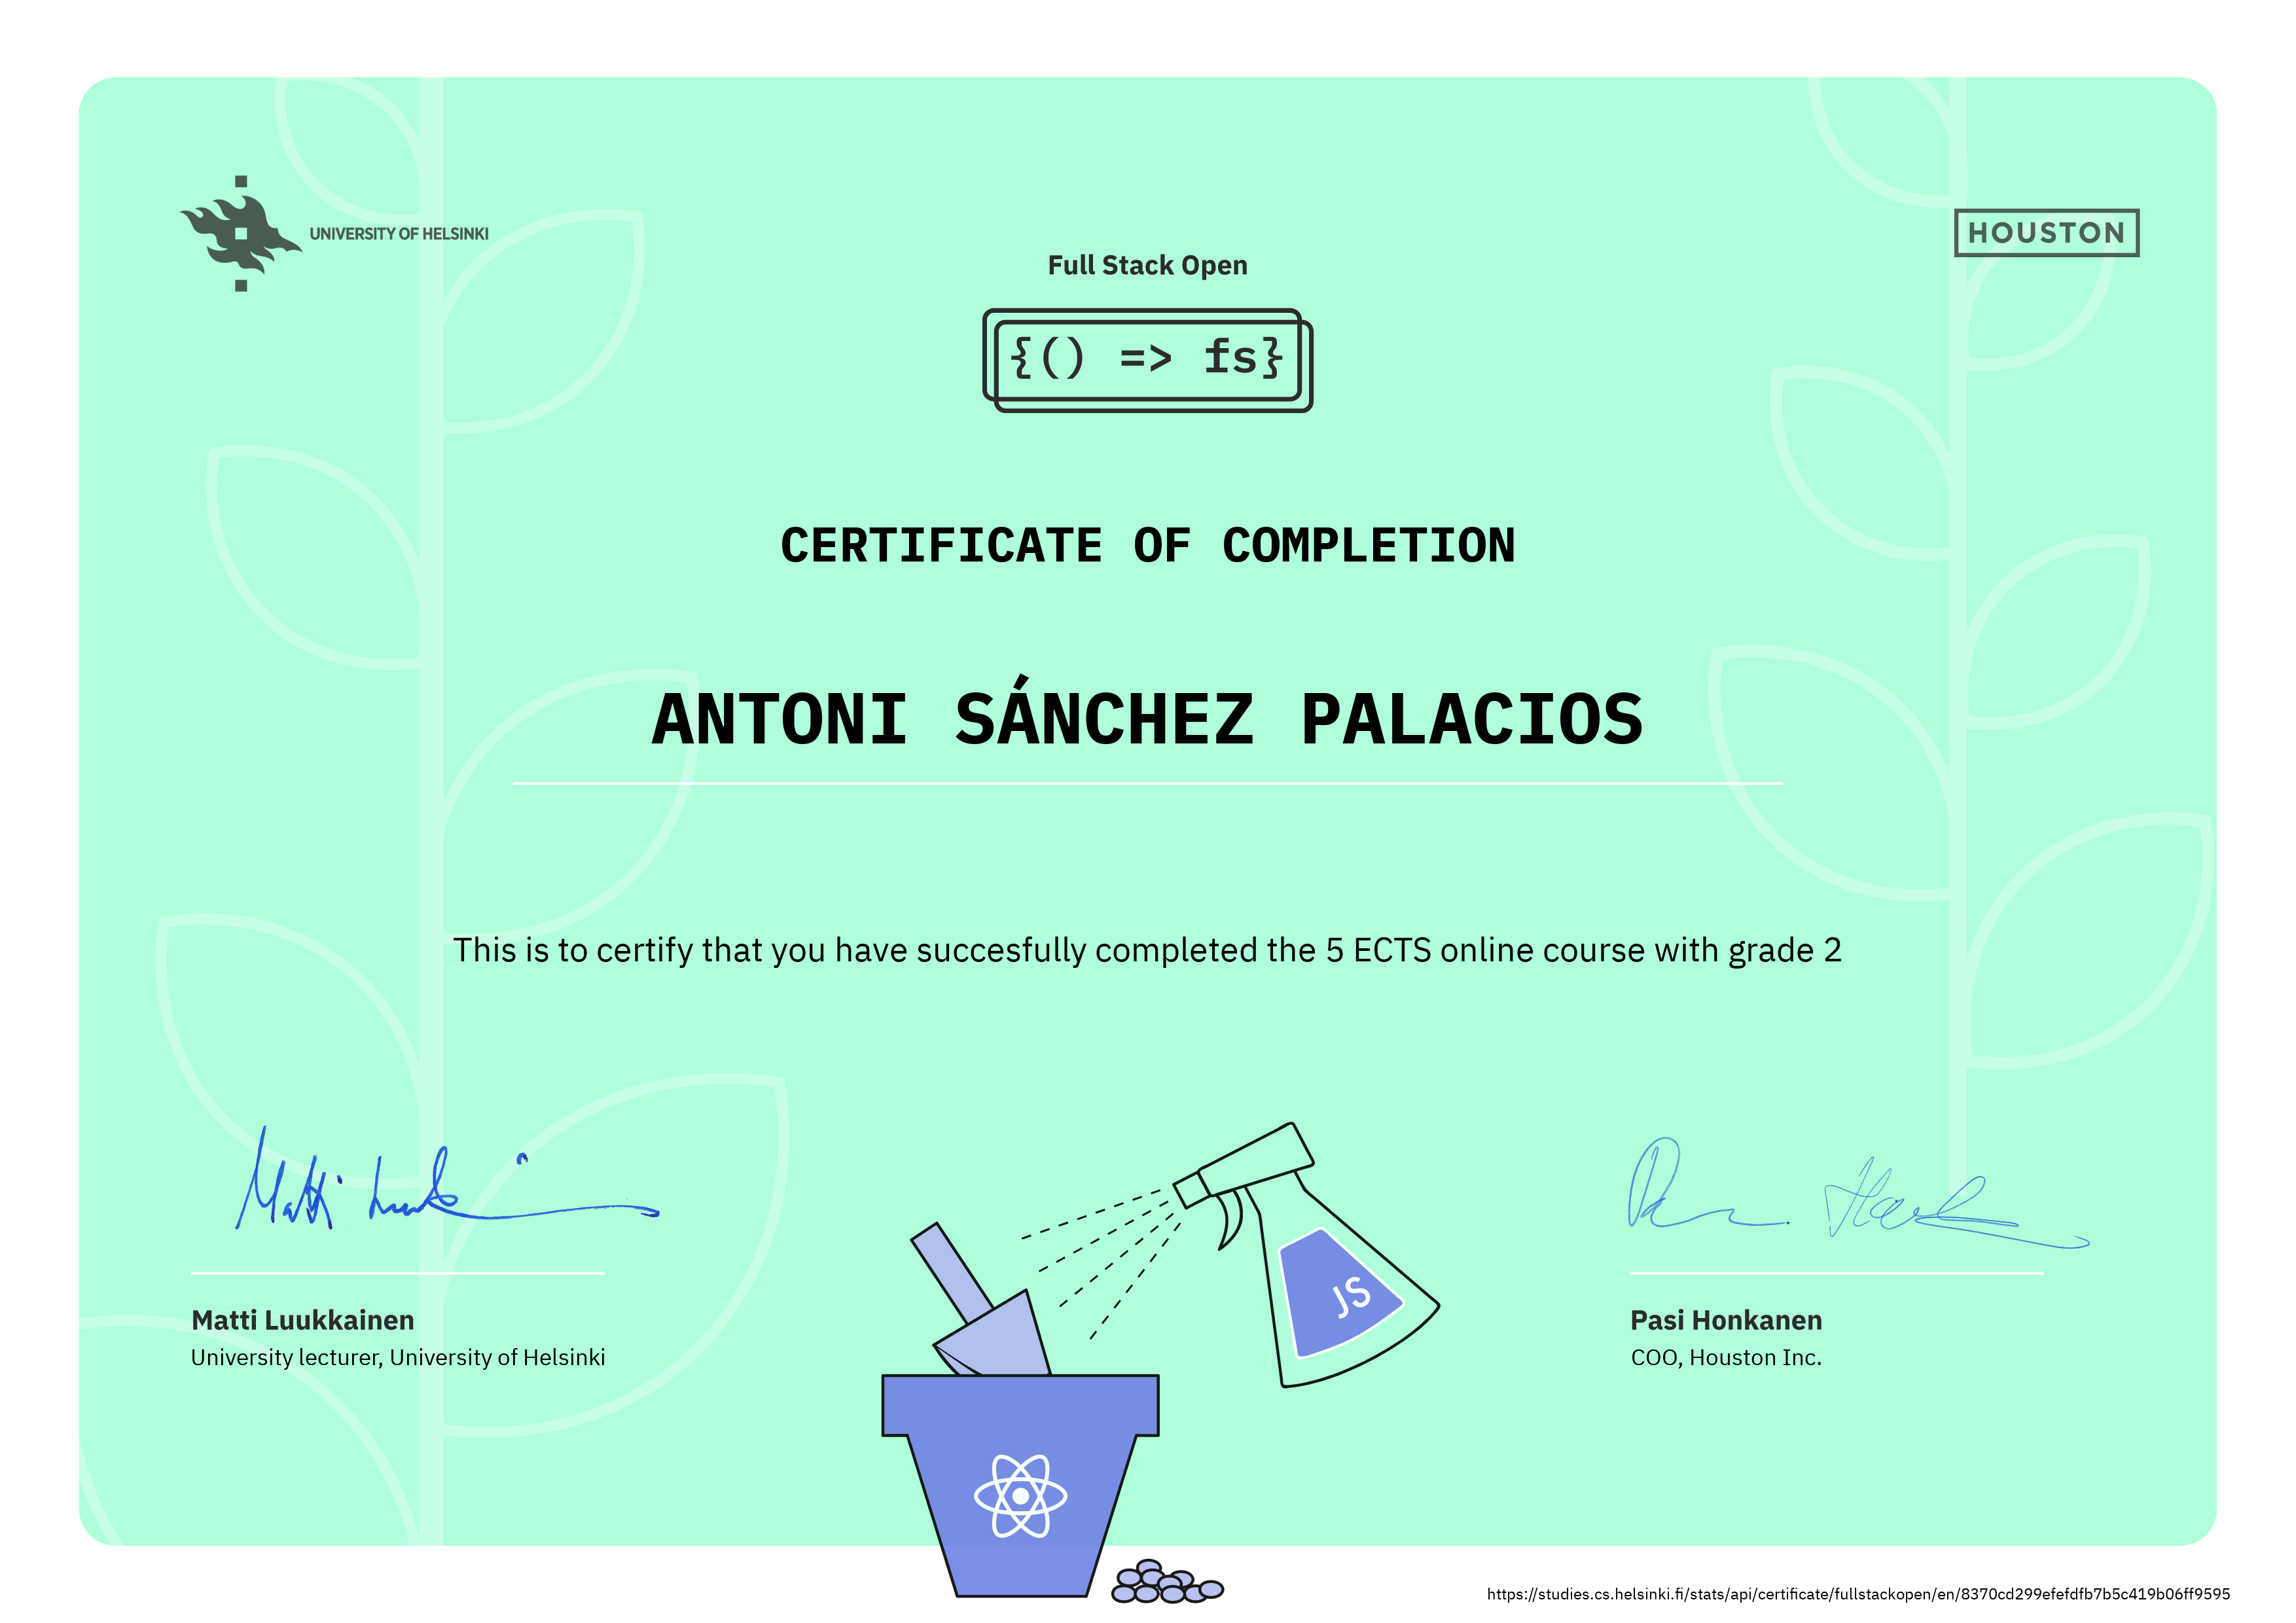 UNIVERSITY OF HELSINKI
HOUSTON
Full Stack Open
{() => fs}
CERTIFICATE OF COMPLETION
ANTONI SÁNCHEZ PALACIOS
This is to certify that you have succesfully completed the 5 ECTS online course with grade 2
JS
Matti Luukkainen
University lecturer, University of Helsinki
Pasi Honkanen
COO, Houston Inc.
https://studies.cs.helsinki.fi/stats/api/certificate/fullstackopen/en/8370cd299efefdfb7b5c419b06ff9595